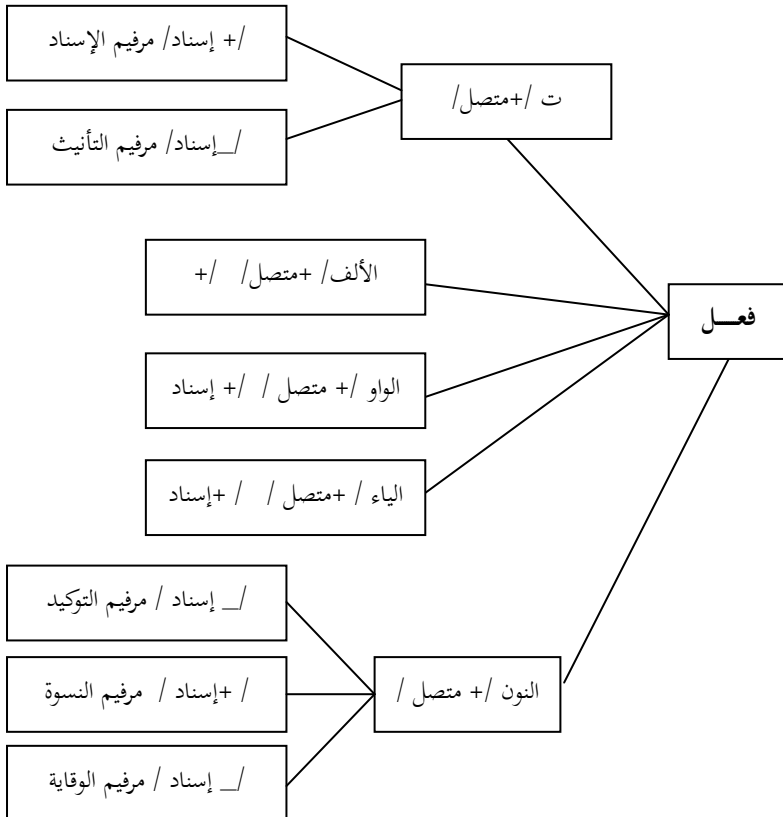 /+ إسناد/ مرفيم الإسناد
ت /+متصل/
/_إسناد/ مرفيم التأنيث
الألف/ +متصل/ /+
فعــل
الواو /+ متصل / /+ إسناد
الياء / +متصل / / +إسناد
/_ إسناد / مرفيم التوكيد
النون /+ متصل /
/ +إسناد / مرفيم النسوة
/_ إسناد / مرفيم الوقاية